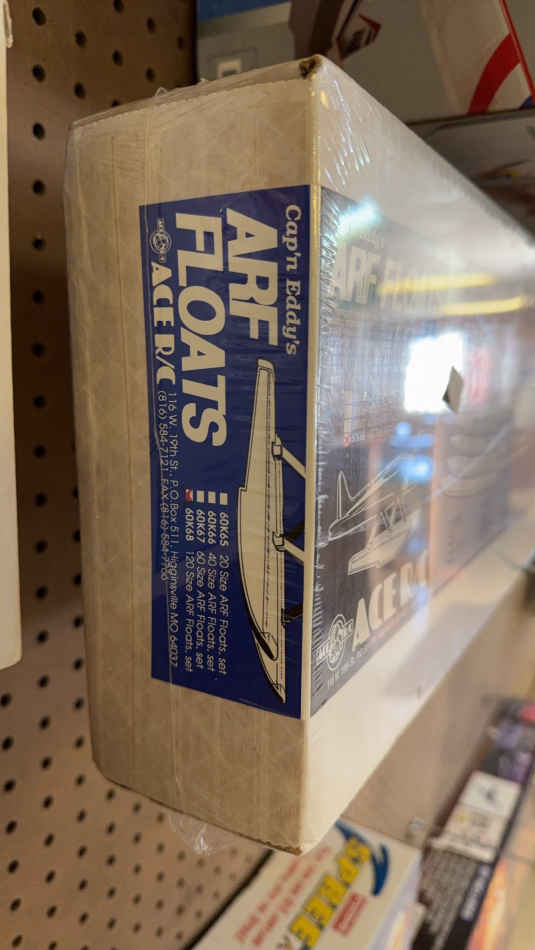 Cap'n Eddy's
ARF
FLOATS
60K65 20 Size ARF Floats, set
60K66 40 Size ARF Floats, set
60K67 60 Size ARF Floats, set
60K68 120 Size ARF Floats, set
ACE R/C
116 W. 19th St., P.O. Box 511, Higginsville MO 64037
(816) 584-7121 FAX (816) 584-7766
ARF FLOATS
ACE R/C
SPREE